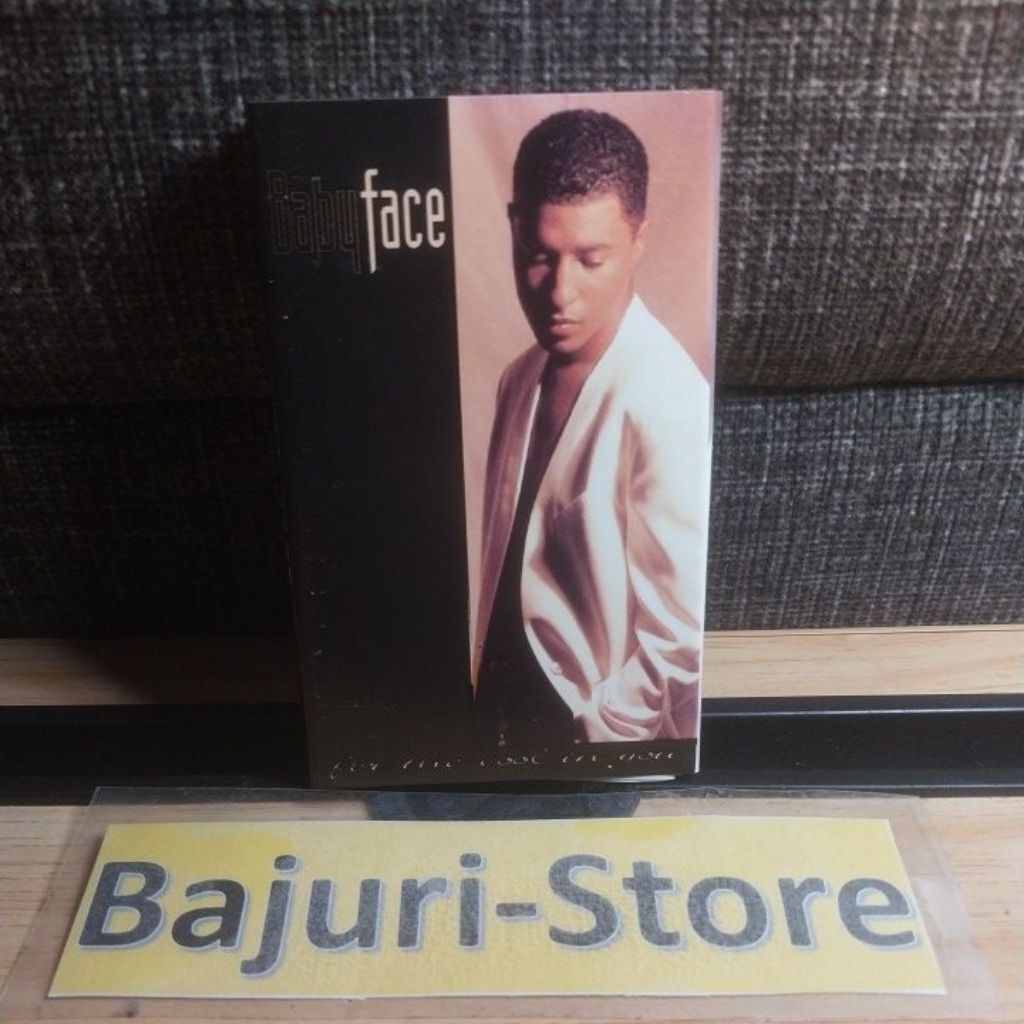 Babyface
for the cool in you
Bajuri-Store